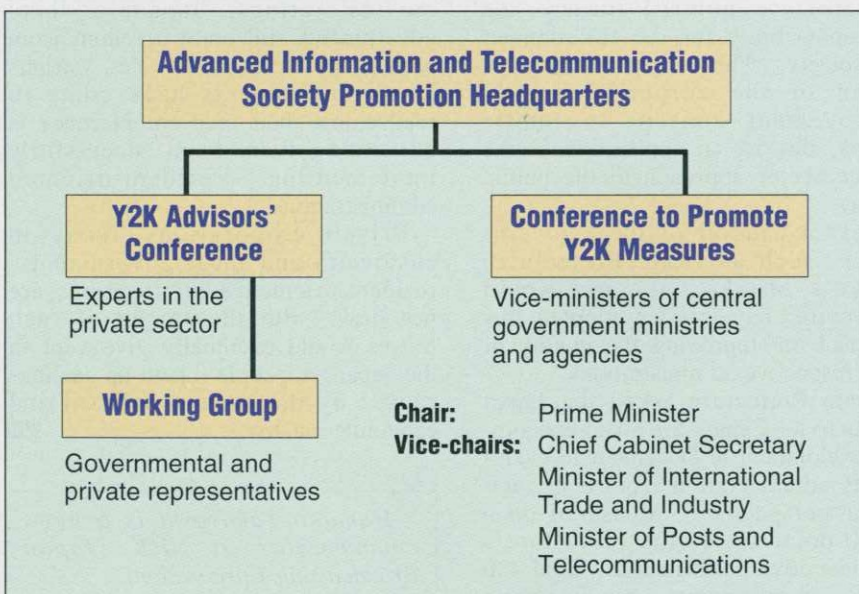 Advanced Information and Telecommunication
Society Promotion Headquarters
Y2K Advisors'
Conference
Experts in the
private sector
Working Group
Governmental and
private representatives
Conference to Promote
Y2K Measures
Vice-ministers of central
government ministries
and agencies
Chair: Prime Minister
Vice-chairs: Chief Cabinet Secretary
Minister of International
Trade and Industry
Minister of Posts and
Telecommunications